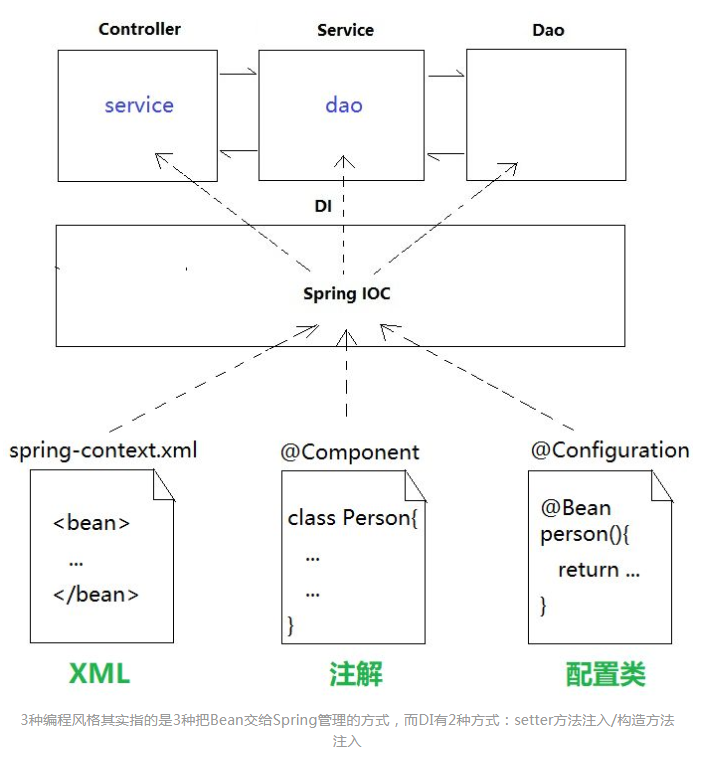 Controller
Service
Dao
service
dao
DI
Spring IOC
spring-context.xml
<bean>
...
</bean>
XML
@Component
class Person{
...
...
}
注解
@Configuration
@Bean
person(){
return ...
}
配置类
3种编程风格其实指的是3种把Bean交给Spring管理的方式，而DI有2种方式：setter方法注入/构造方法
注入